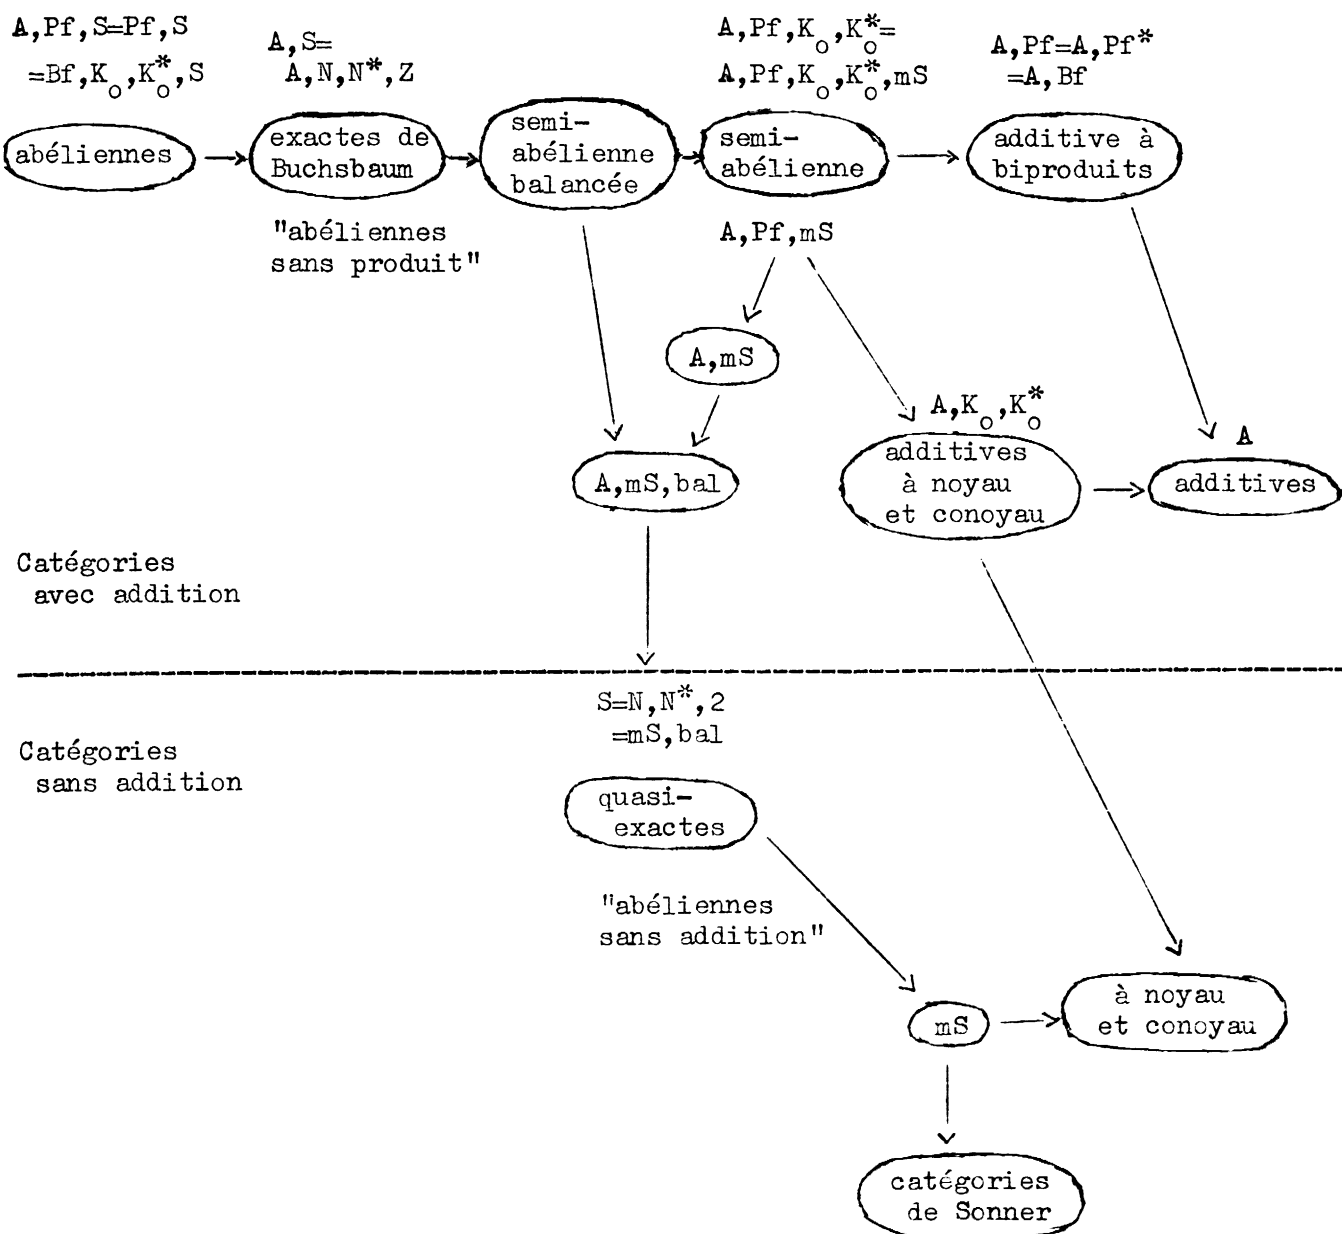 A,Pf,S=Pf,S
=Bf,K₀,K₀*,S
A,S=
A,N,N*,Z
A,Pf,K₀,K₀*=
A,Pf,K₀,K₀*,mS
A,Pf=A,Pf*
=A,Bf
abéliennes
exactes de
Buchsbaum
semi-
abélienne
balancée
semi-
abélienne
additive à
biproduits
"abéliennes
sans produit"
A,Pf,mS
A,mS
A,K₀,K₀*
A
A,mS,bal
additives
à noyau
et conoyau
additives
Catégories
avec addition
Catégories
sans addition
S=N,N*,2
=mS,bal
quasi-
exactes
"abéliennes
sans addition"
mS
à noyau
et conoyau
catégories
de Sonner